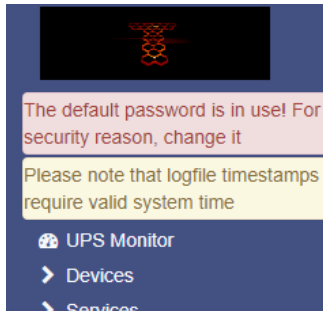 The default password is in use! For
security reason, change it
Please note that logfile timestamps
require valid system time
UPS Monitor
Devices
Services